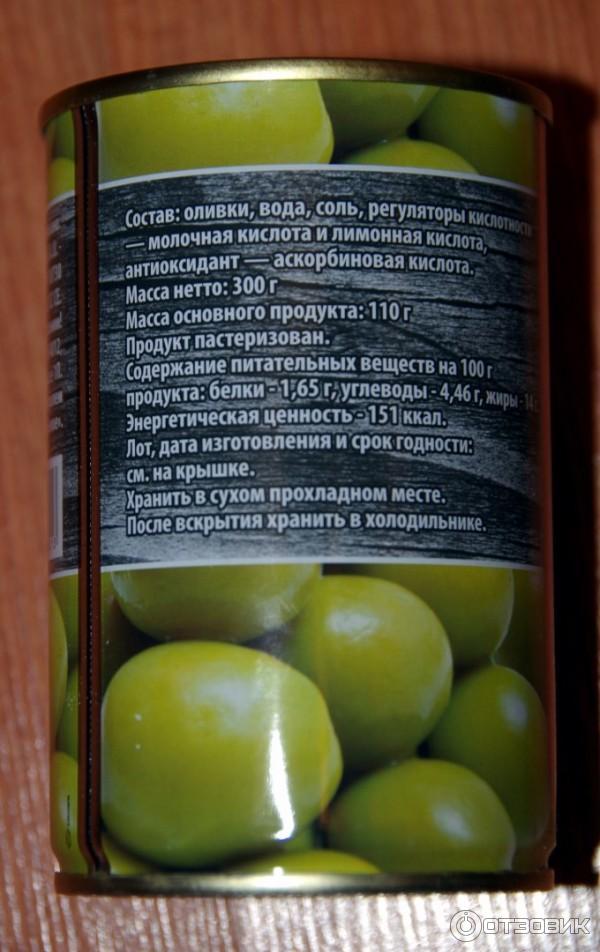 Состав: оливки, вода, соль, регуляторы кислотности
— молочная кислота и лимонная кислота,
антиоксидант — аскорбиновая кислота.
Масса нетто: 300 г
Масса основного продукта: 110 г
Продукт пастеризован.
Содержание питательных веществ на 100 г
продукта: белки - 1,65 г, углеводы - 4,46 г, жиры - 14 г.
Энергетическая ценность - 151 ккал.
Лот, дата изготовления и срок годности:
см. на крышке.
Хранить в сухом прохладном месте.
После вскрытия хранить в холодильнике.
ОТЗОВИК